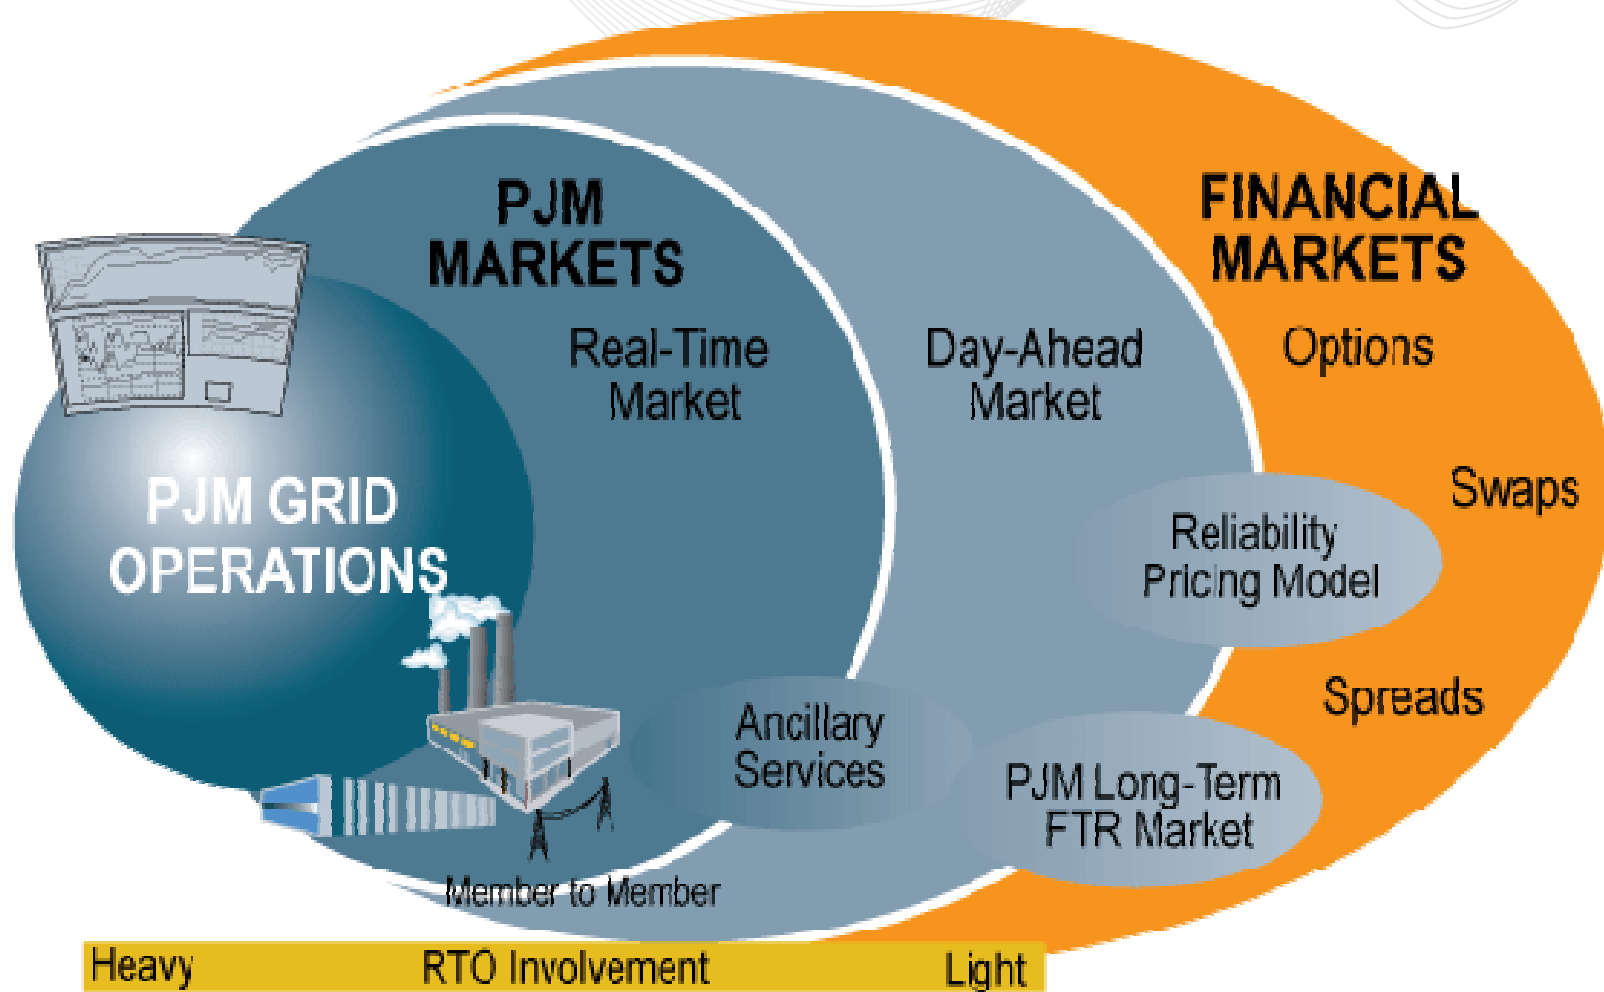 PJM
MARKETS
FINANCIAL
MARKETS
Real-Time
Market
Day-Ahead
Market
Options
PJM GRID
OPERATIONS
Swaps
Reliability
Pricing Model
Spreads
Ancillary
Services
PJM Long-Term
FTR Market
Member to Member
Heavy RTO Involvement Light